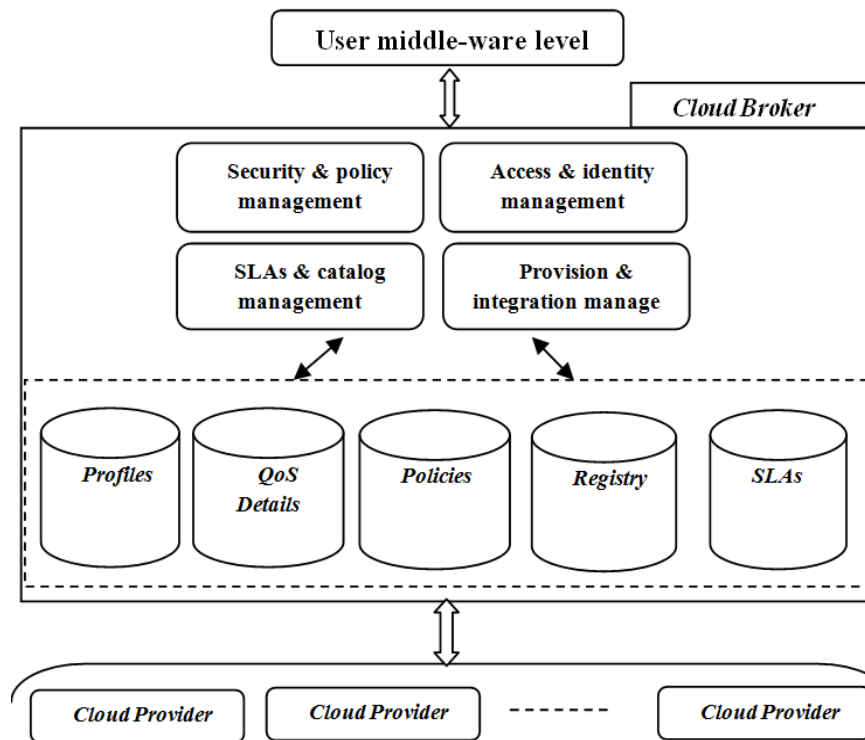 User middle-ware level
Cloud Broker
Security & policy
management
Access & identity
management
SLAs & catalog
management
Provision &
integration manage
Profiles
QoS
Details
Policies
Registry
SLAs
Cloud Provider
Cloud Provider
Cloud Provider